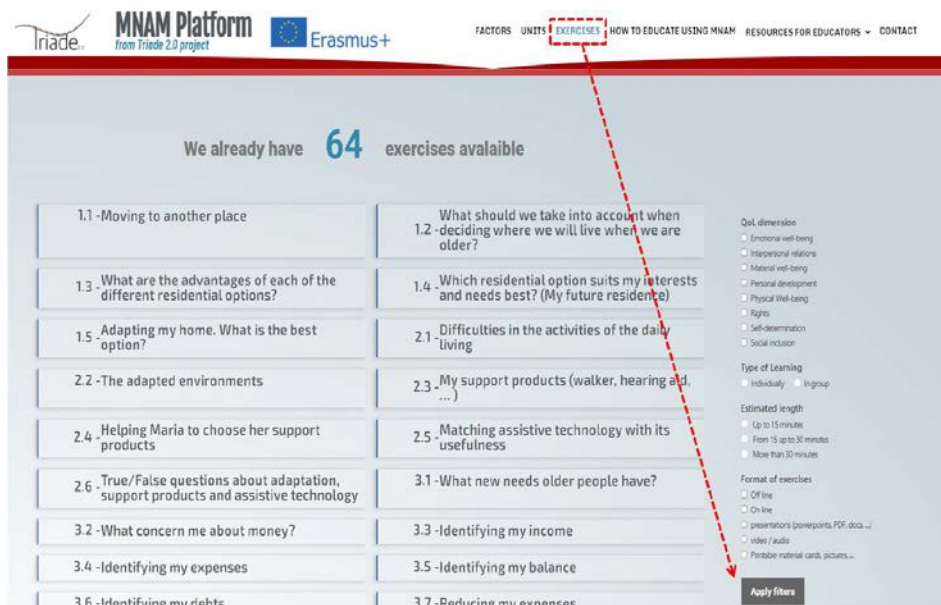 Triade 2.0
MNAM Platform
from Triade 2.0 project
Erasmus+
FACTORS UNITS EXERCISES HOW TO EDUCATE USING MNAM RESOURCES FOR EDUCATORS CONTACT
We already have 64 exercises avalaible
1.1 -Moving to another place
1.2 -What should we take into account when
deciding where we will live when we are
older?
1.3 -What are the advantages of each of the
different residential options?
1.4 -Which residential option suits my interests
and needs best? (My future residence)
1.5 -Adapting my home. What is the best
option?
2.1 -Difficulties in the activities of the daily
living
2.2 -The adapted environments
2.3 -My support products (walker, hearing aid,
... )
2.4 -Helping Maria to choose her support
products
2.5 -Matching assistive technology with its
usefulness
2.6 -True/False questions about adaptation,
support products and assistive technology
3.1 -What new needs older people have?
3.2 -What concern me about money?
3.3 -Identifying my income
3.4 -Identifying my expenses
3.5 -Identifying my balance
3.6 -Identifying my debts
3.7 -Reducing my expenses
QoL dimension
Emotional well-being
Interpersonal relations
Material well-being
Personal development
Physical Well-being
Rights
Self-determination
Social inclusion
Type of Learning
Individually In group
Estimated length
Up to 15 minutes
From 15 up to 30 minutes
More than 30 minutes
Format of exercises
Off line
On line
presentations (powerpoints, PDF, docs, ...)
video / audio
Printable material cards, pictures, ...
Apply filters